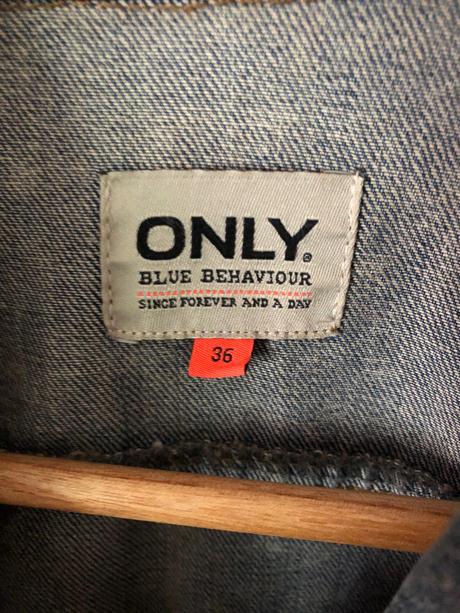 ONLY®
BLUE BEHAVIOUR
SINCE FOREVER AND A DAY
36